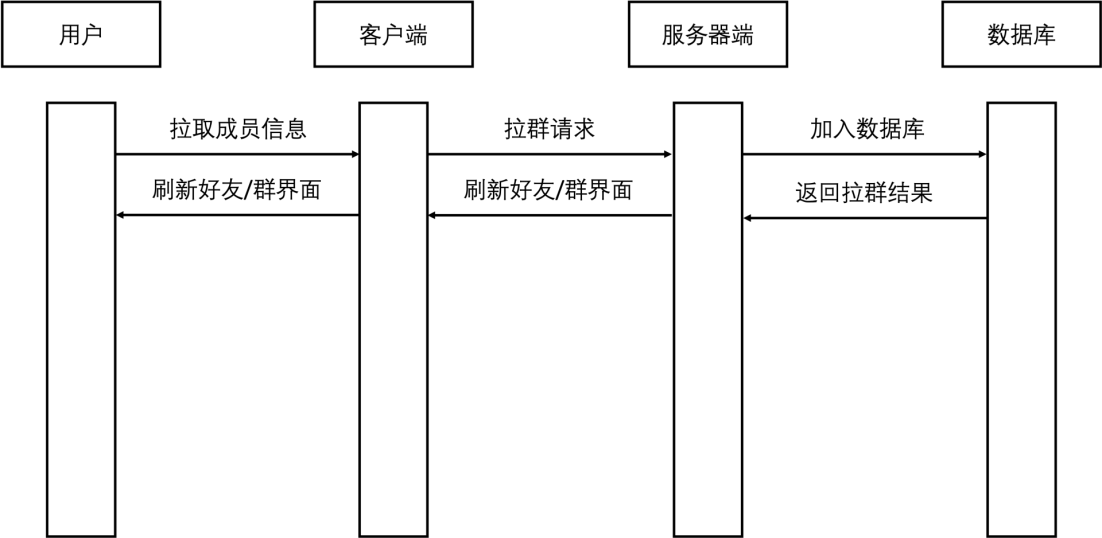 用户
客户端
服务器端
数据库
拉取成员信息
拉群请求
加入数据库
刷新好友/群界面
刷新好友/群界面
返回拉群结果